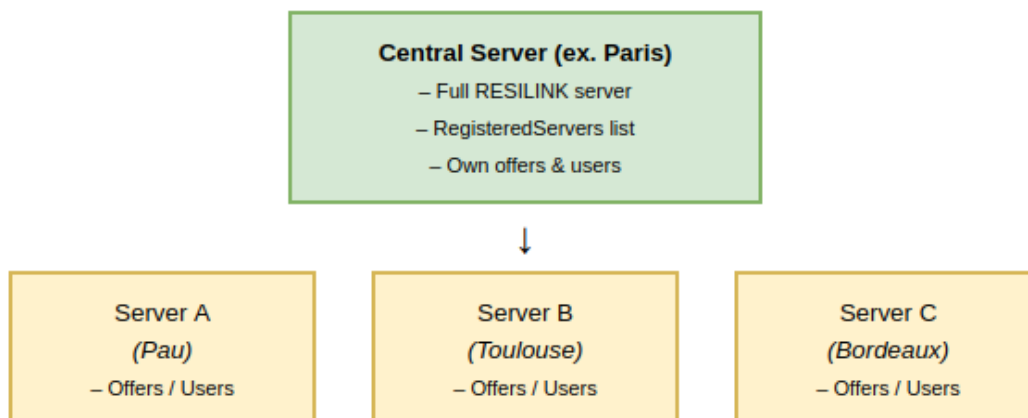 Central Server (ex. Paris)
– Full RESILINK server
– RegisteredServers list
– Own offers & users
↓
Server A
(Pau)
– Offers / Users
Server B
(Toulouse)
– Offers / Users
Server C
(Bordeaux)
– Offers / Users